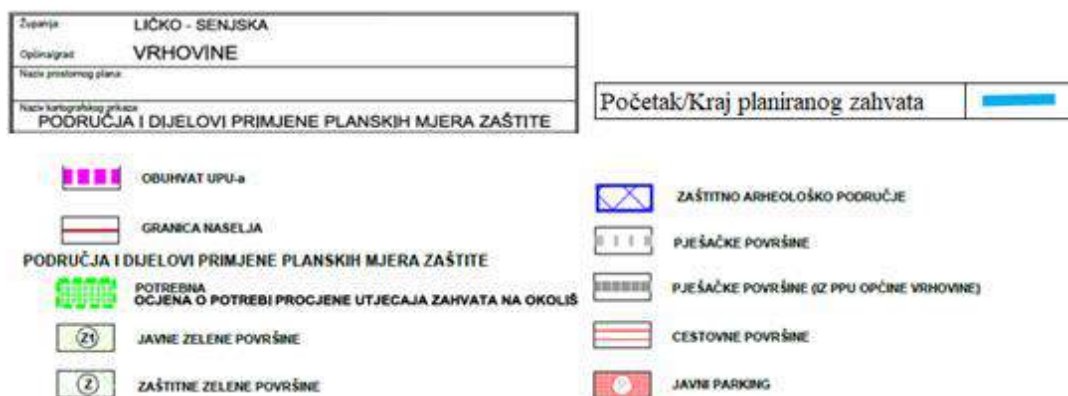 Županija
LIČKO - SENJSKA
Općina/grad
VRHOVINE
Naziv prostornog plana
Naziv kartografskog prikaza
PODRUČJA I DIJELOVI PRIMJENE PLANSKIH MJERA ZAŠTITE
Početak/Kraj planiranog zahvata
OBUHVAT UPU-a
GRANICA NASELJA
PODRUČJA I DIJELOVI PRIMJENE PLANSKIH MJERA ZAŠTITE
POTREBNA
OCJENA O POTREBI PROCJENE UTJECAJA ZAHVATA NA OKOLIŠ
Z1
JAVNE ZELENE POVRŠINE
Z
ZAŠTITNE ZELENE POVRŠINE
ZAŠTITNO ARHEOLOŠKO PODRUČJE
PJEŠAČKE POVRŠINE
PJEŠAČKE POVRŠINE (IZ PPU OPĆINE VRHOVINE)
CESTOVNE POVRŠINE
JAVNI PARKING